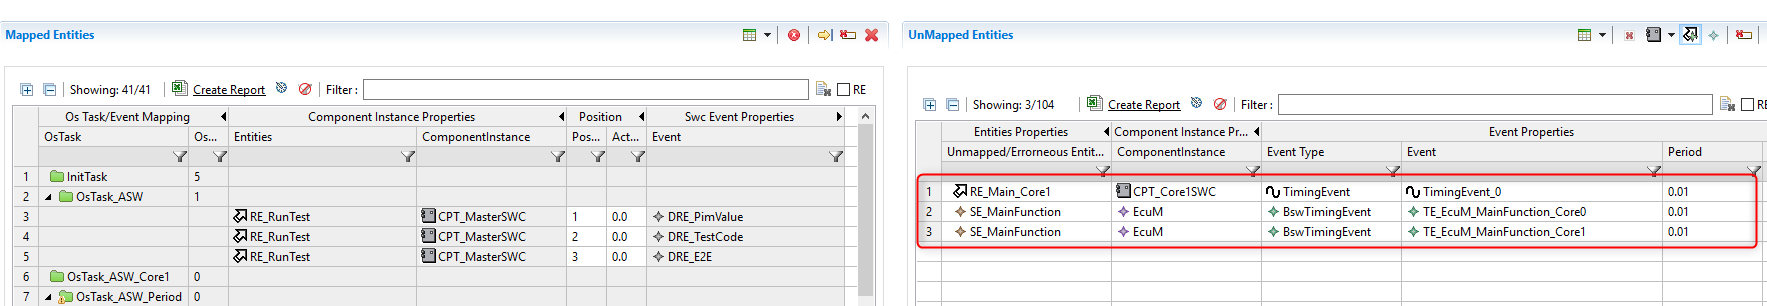 Mapped Entities
Showing: 41/41 Create Report Filter : RE
Os Task/Event Mapping Component Instance Properties Position Swc Event Properties
OsTask Os... Entities ComponentInstance Pos... Act... Event
1 InitTask 5
2 OsTask_ASW 1
3 RE_RunTest CPT_MasterSWC 1 0.0 DRE_PimValue
4 RE_RunTest CPT_MasterSWC 2 0.0 DRE_TestCode
5 RE_RunTest CPT_MasterSWC 3 0.0 DRE_E2E
6 OsTask_ASW_Core1 0
7 OsTask_ASW_Period 0
UnMapped Entities
Showing: 3/104 Create Report Filter : RE
Entities Properties Component Instance Pr... Event Properties
Unmapped/Errorneous Entit... ComponentInstance Event Type Event Period
1 RE_Main_Core1 CPT_Core1SWC TimingEvent TimingEvent_0 0.01
2 SE_MainFunction EcuM BswTimingEvent TE_EcuM_MainFunction_Core0 0.01
3 SE_MainFunction EcuM BswTimingEvent TE_EcuM_MainFunction_Core1 0.01